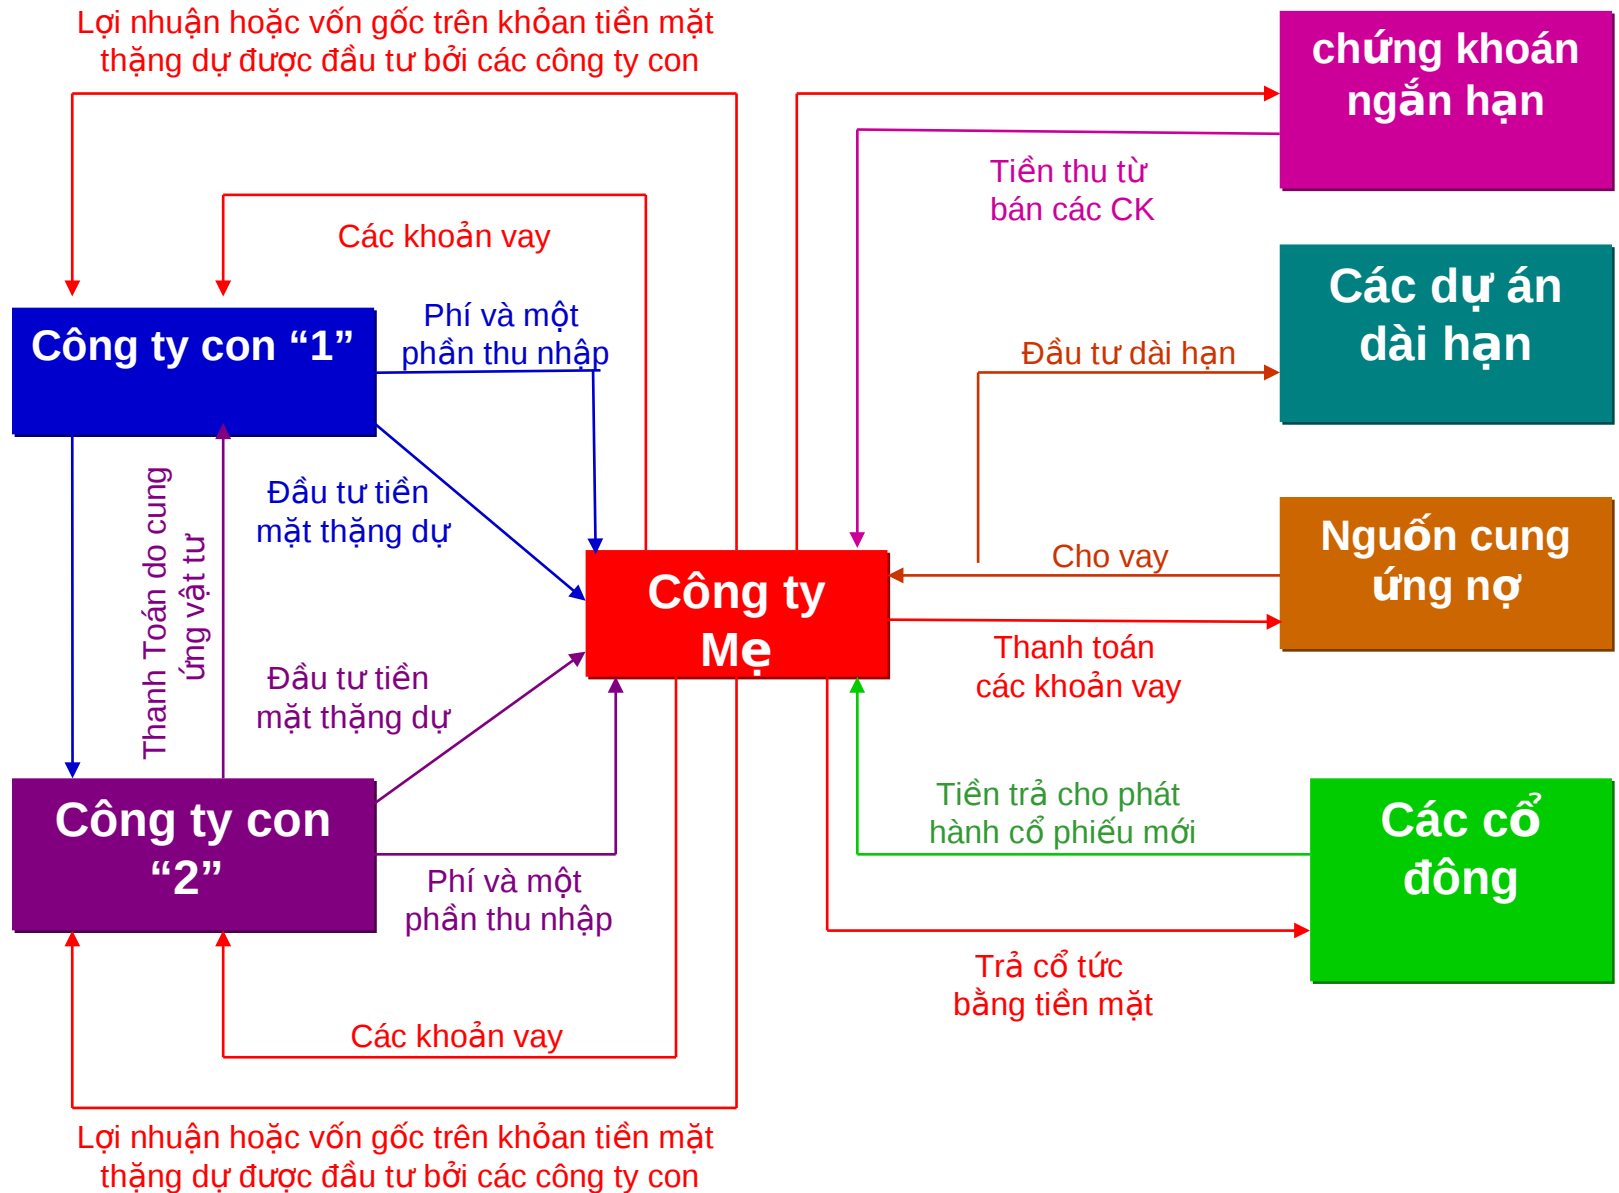 Lợi nhuận hoặc vốn gốc trên khỏan tiền mặt
thặng dự được đầu tư bởi các công ty con
chứng khoán
ngắn hạn
Tiền thu từ
bán các CK
Các khoản vay
Các dự án
dài hạn
Công ty con “1”
Phí và một
phần thu nhập
Đầu tư dài hạn
Thanh Toán do cung
ứng vật tư
Đầu tư tiền
mặt thặng dự
Công ty
Mẹ
Cho vay
Nguốn cung
ứng nợ
Thanh toán
các khoản vay
Đầu tư tiền
mặt thặng dự
Công ty con
“2”
Tiền trả cho phát
hành cổ phiếu mới
Các cổ
đông
Phí và một
phần thu nhập
Trả cổ tức
bằng tiền mặt
Các khoản vay
Lợi nhuận hoặc vốn gốc trên khỏan tiền mặt
thặng dự được đầu tư bởi các công ty con